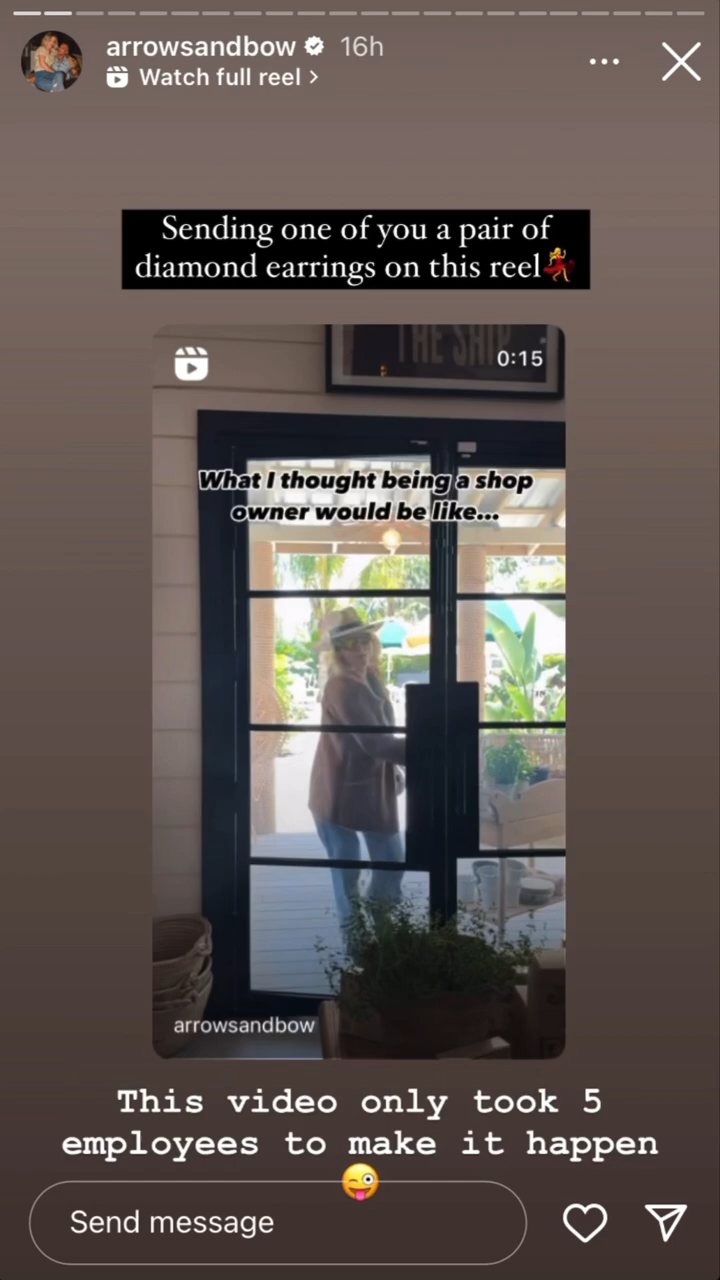 arrowsandbow 16h
Watch full reel >
Sending one of you a pair of
diamond earrings on this reel💃
THE SHIP
0:15
What I thought being a shop
owner would be like...
arrowsandbow
This video only took 5
employees to make it happen
😜
Send message